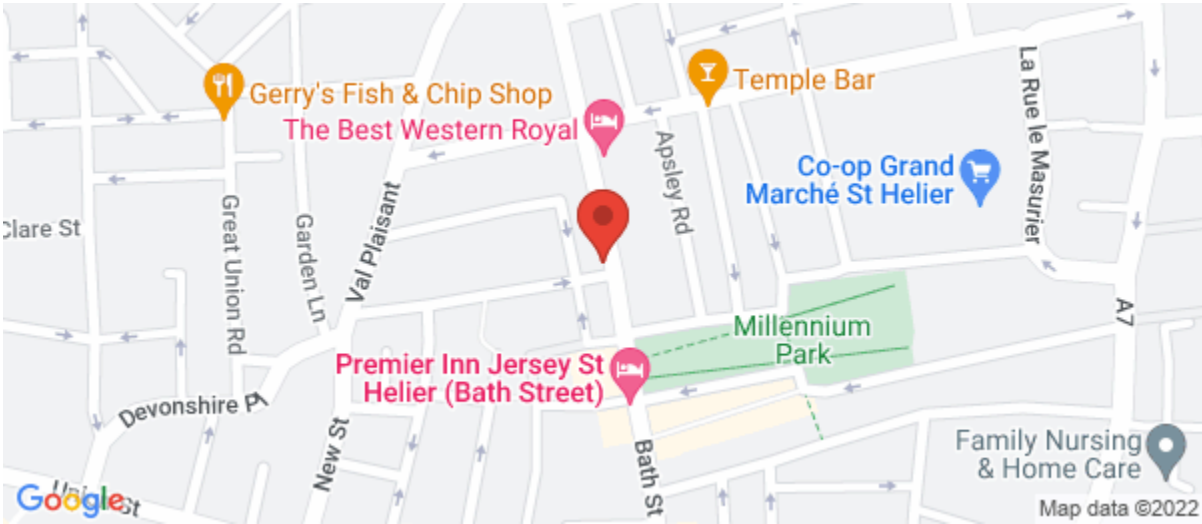 Gerry's Fish & Chip Shop
Temple Bar
The Best Western Royal
La Rue le Masurier
Apsley Rd
Co-op Grand
Marché St Helier
Clare St
Great Union Rd
Garden Ln
Val Plaisant
A7
Millennium
Park
Premier Inn Jersey St
Helier (Bath Street)
Devonshire Pl
New St
Bath St
Family Nursing
& Home Care
Google
Map data ©2022